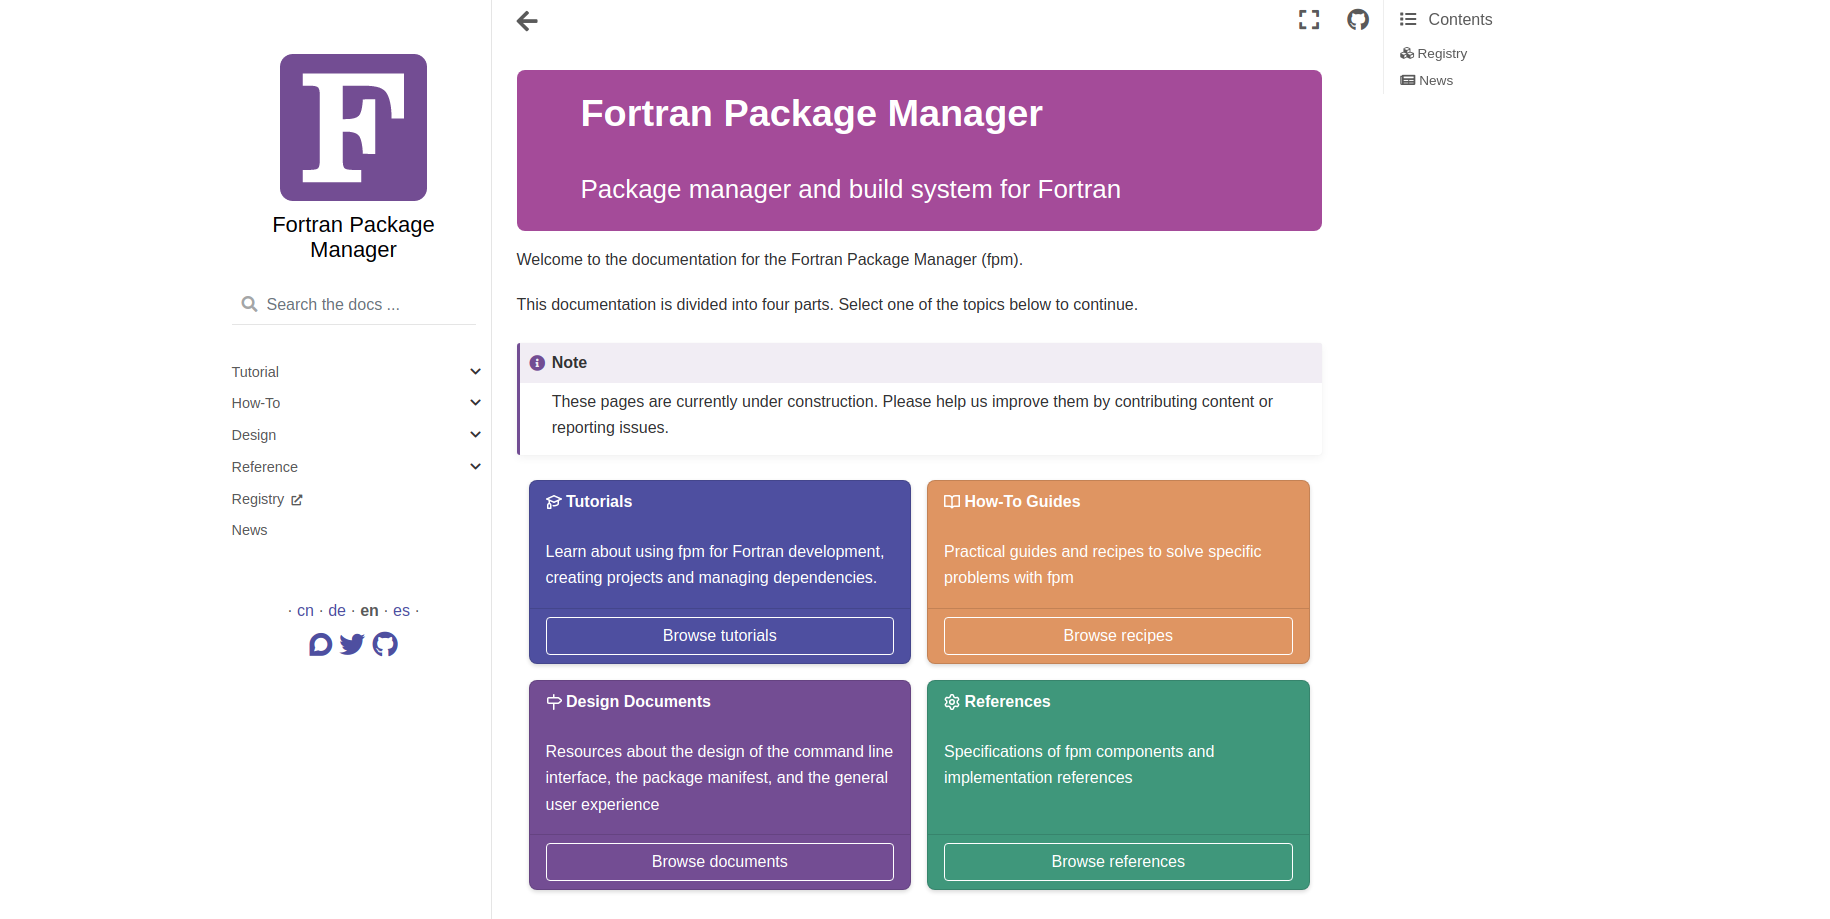 F
Fortran Package
Manager
Search the docs ...
Tutorial
How-To
Design
Reference
Registry
News
· cn · de · en · es ·
Fortran Package Manager
Package manager and build system for Fortran
Welcome to the documentation for the Fortran Package Manager (fpm).
This documentation is divided into four parts. Select one of the topics below to continue.
Note
These pages are currently under construction. Please help us improve them by contributing content or
reporting issues.
Tutorials
Learn about using fpm for Fortran development,
creating projects and managing dependencies.
Browse tutorials
How-To Guides
Practical guides and recipes to solve specific
problems with fpm
Browse recipes
Design Documents
Resources about the design of the command line
interface, the package manifest, and the general
user experience
Browse documents
References
Specifications of fpm components and
implementation references
Browse references
Contents
Registry
News